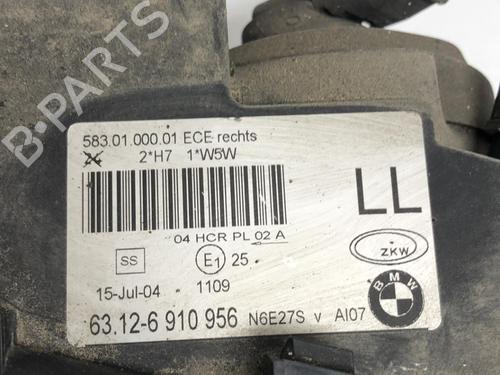 583.01.000.01 ECE rechts
2*H7 1*W5W
LL
04 HCR PL 02 A
SS
E1 25
ZKW
15-Jul-04 1109
BMW
63.12-6 910 956 N6E27S v AI07
B-PARTS